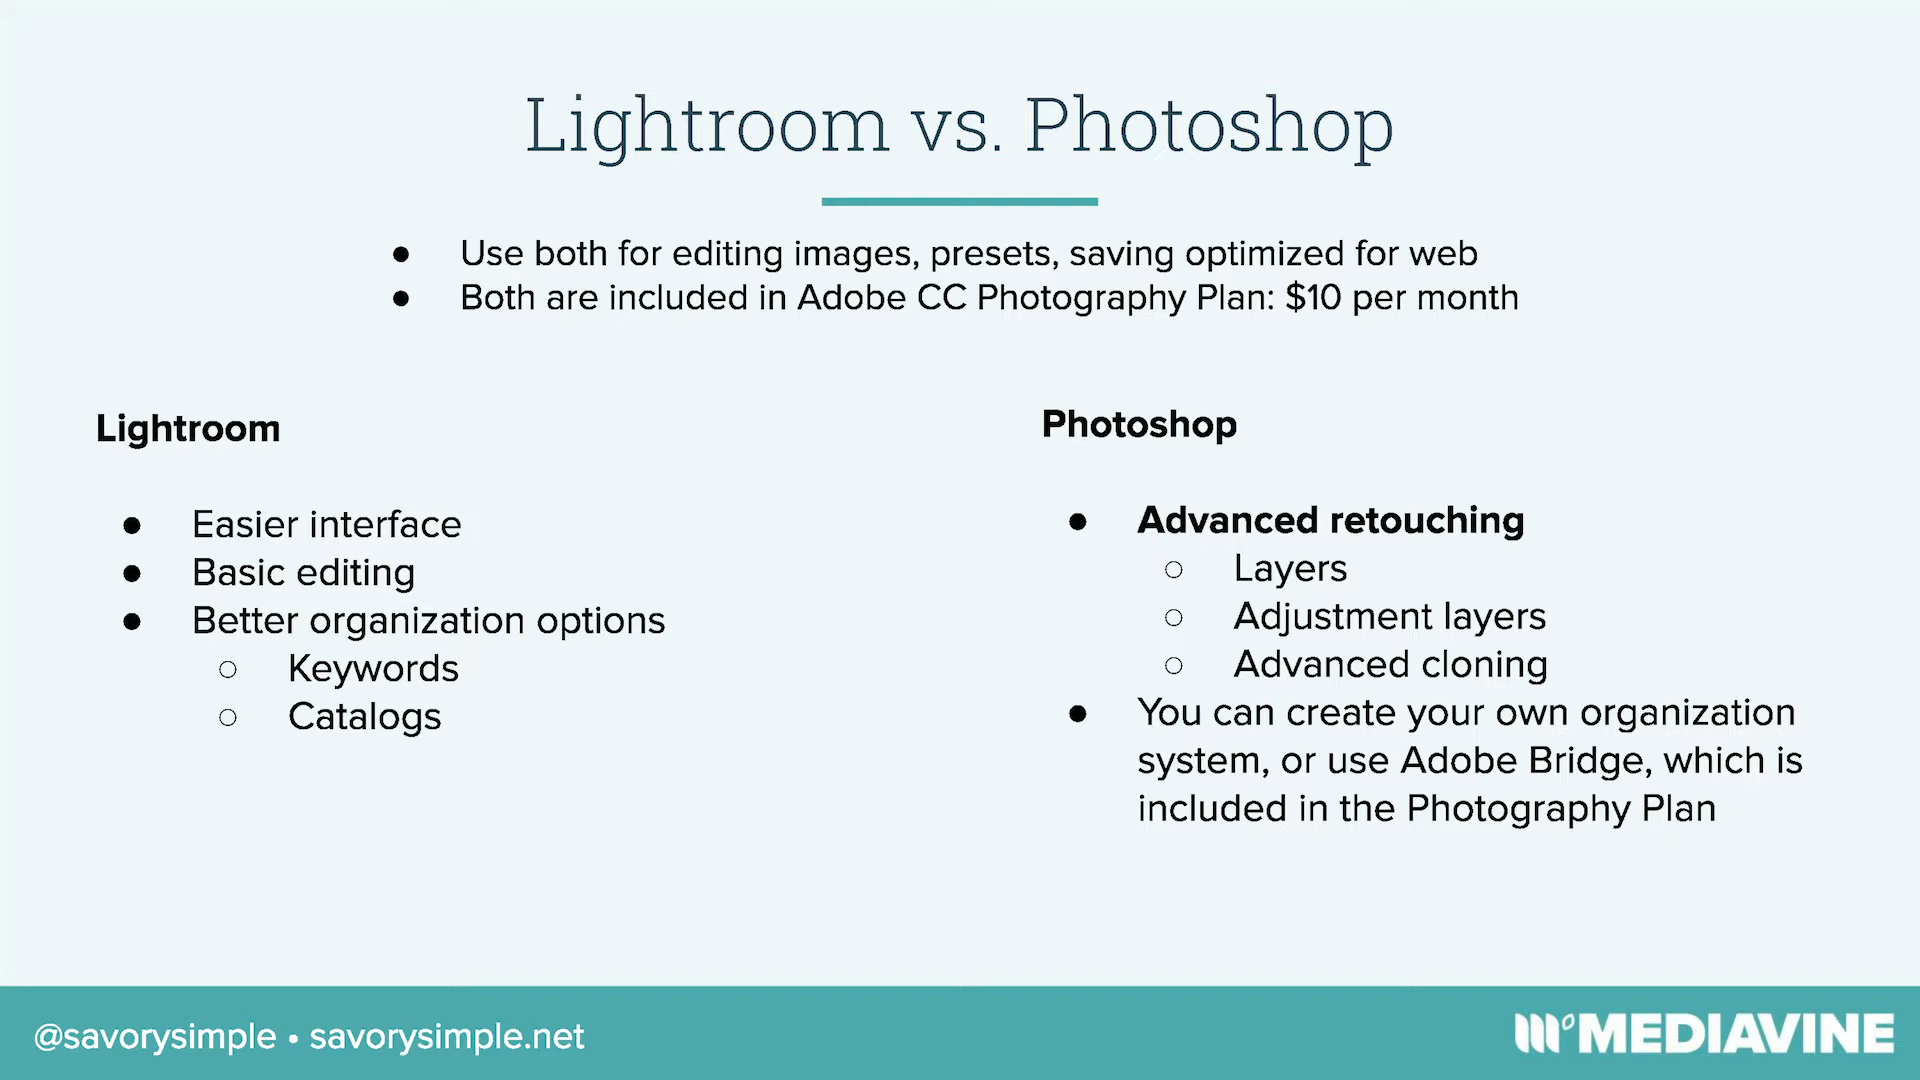 Lightroom vs. Photoshop
● Use both for editing images, presets, saving optimized for web
● Both are included in Adobe CC Photography Plan: $10 per month
Lightroom
● Easier interface
● Basic editing
● Better organization options
○ Keywords
○ Catalogs
Photoshop
● Advanced retouching
○ Layers
○ Adjustment layers
○ Advanced cloning
● You can create your own organization
system, or use Adobe Bridge, which is
included in the Photography Plan
@savorysimple • savorysimple.net
MEDIAVINE